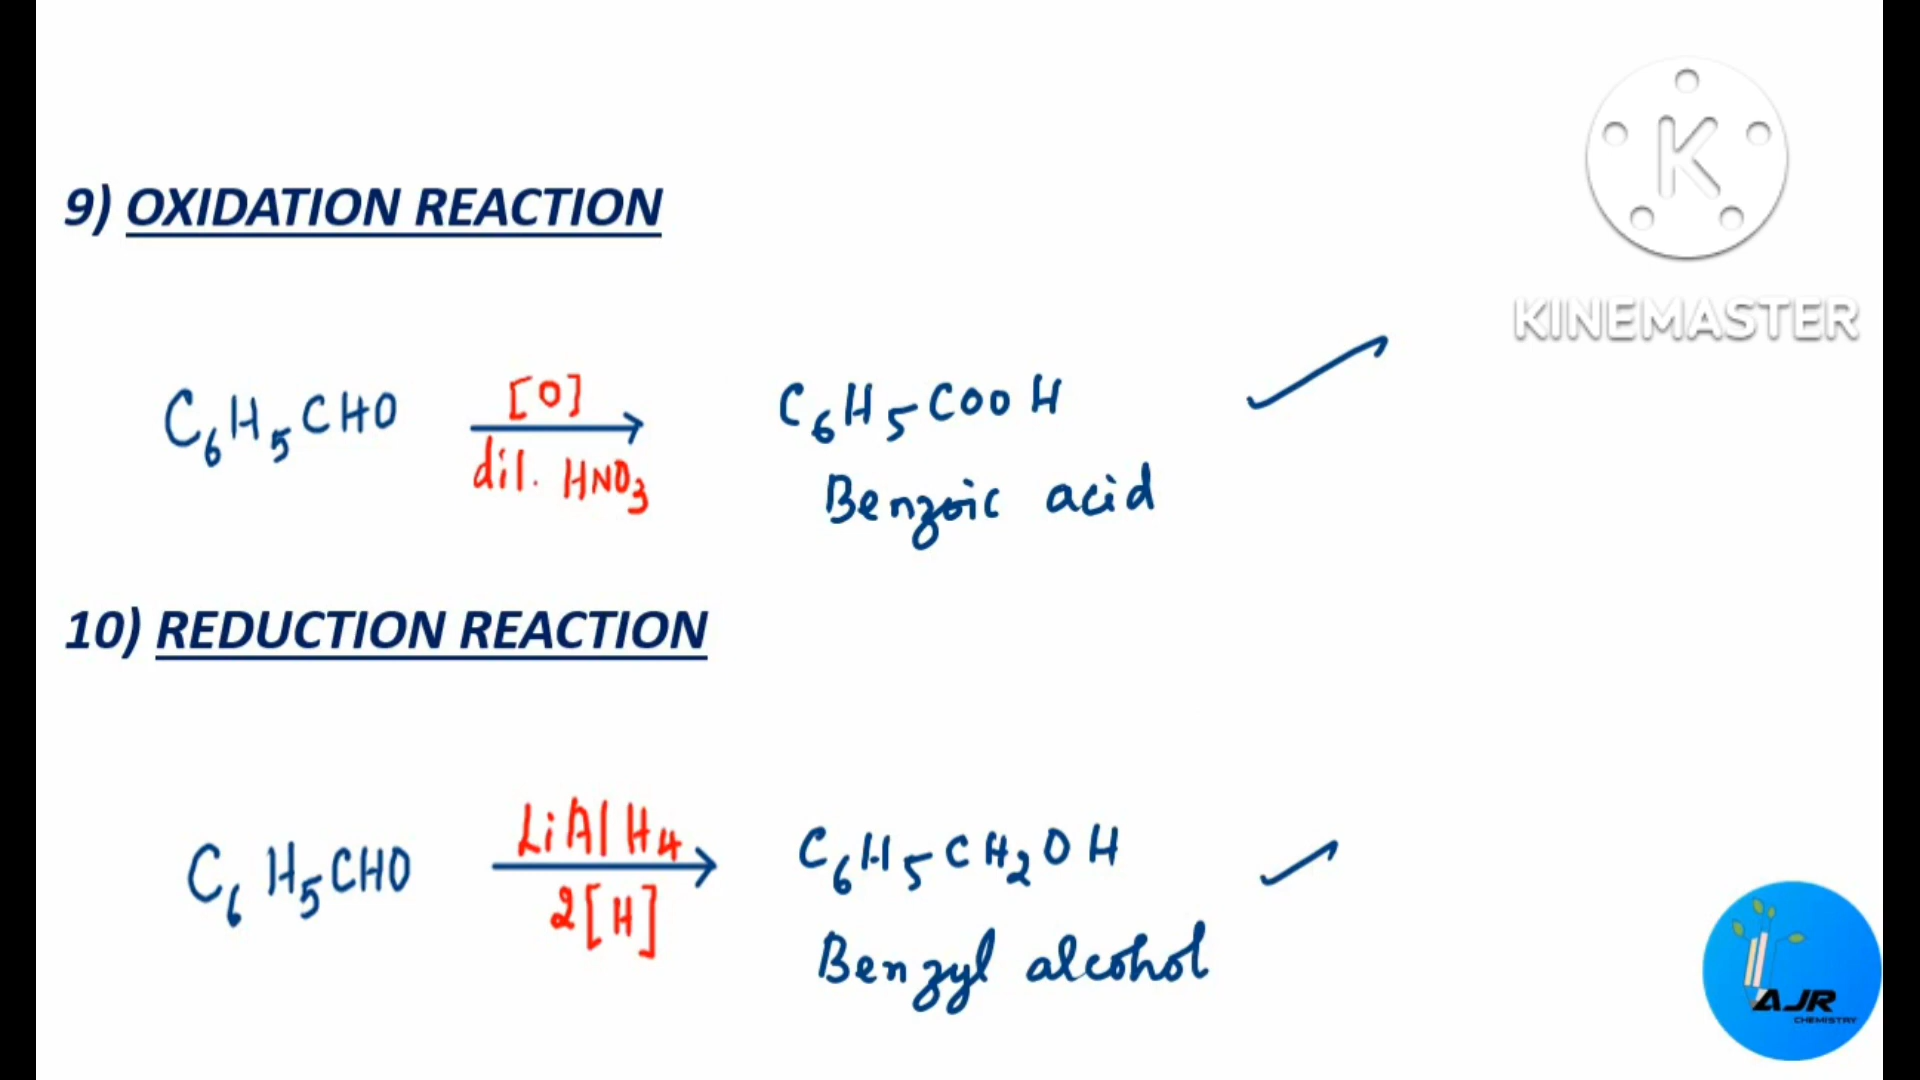 K
KINEMASTER
9) OXIDATION REACTION
C₆H₅CHO [O] C₆H₅COOH
dil. HNO₃
Benzoic acid
10) REDUCTION REACTION
C₆H₅CHO LiAlH₄ C₆H₅CH₂OH
2[H]
Benzyl alcohol
AJR
CHEMISTRY